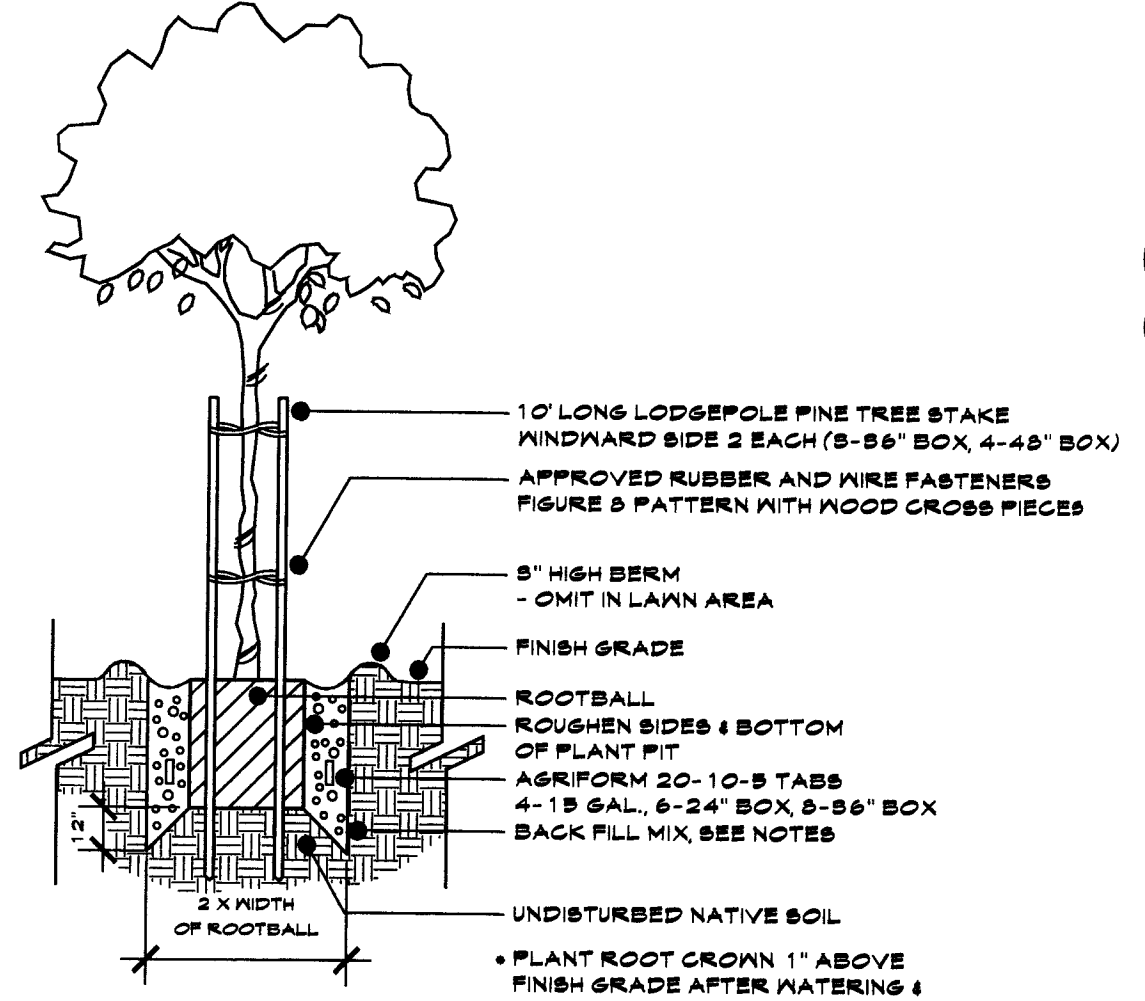 10' LONG LODGEPOLE PINE TREE STAKE
WINDWARD SIDE 2 EACH (3-36" BOX, 4-48" BOX)
APPROVED RUBBER AND WIRE FASTENERS
FIGURE 8 PATTERN WITH WOOD CROSS PIECES
3" HIGH BERM
- OMIT IN LAWN AREA
FINISH GRADE
ROOTBALL
ROUGHEN SIDES & BOTTOM
OF PLANT PIT
AGRIFORM 20-10-5 TABS
4-15 GAL., 6-24" BOX, 8-36" BOX
BACK FILL MIX, SEE NOTES
12"
2 X WIDTH
OF ROOTBALL
UNDISTURBED NATIVE SOIL
• PLANT ROOT CROWN 1" ABOVE
FINISH GRADE AFTER WATERING &